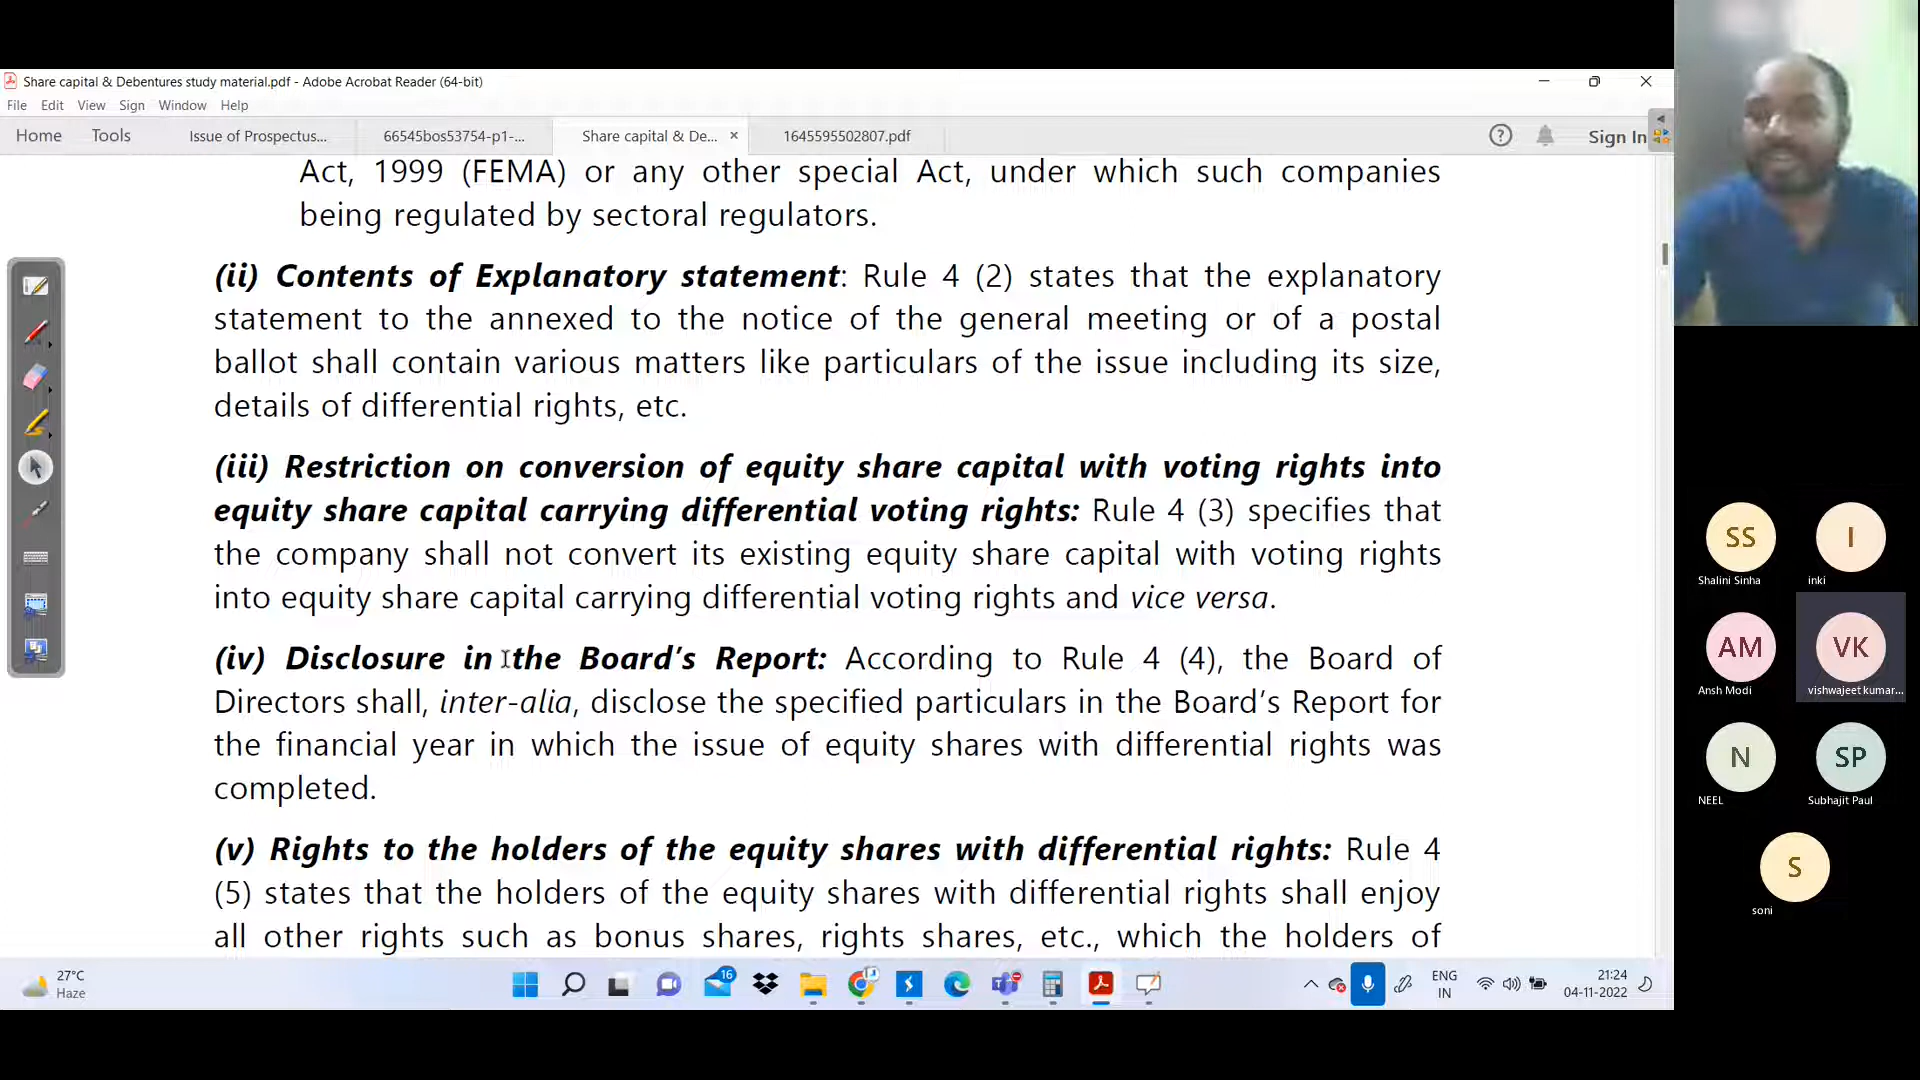 Share capital & Debentures study material.pdf - Adobe Acrobat Reader (64-bit)
File Edit View Sign Window Help
Home Tools Issue of Prospectus... 66545bos53754-p1-... Share capital & De... 1645595502807.pdf Sign In
Act, 1999 (FEMA) or any other special Act, under which such companies
being regulated by sectoral regulators.
(ii) Contents of Explanatory statement: Rule 4 (2) states that the explanatory
statement to the annexed to the notice of the general meeting or of a postal
ballot shall contain various matters like particulars of the issue including its size,
details of differential rights, etc.
(iii) Restriction on conversion of equity share capital with voting rights into
equity share capital carrying differential voting rights: Rule 4 (3) specifies that
the company shall not convert its existing equity share capital with voting rights
into equity share capital carrying differential voting rights and vice versa.
(iv) Disclosure in the Board's Report: According to Rule 4 (4), the Board of
Directors shall, inter-alia, disclose the specified particulars in the Board's Report for
the financial year in which the issue of equity shares with differential rights was
completed.
(v) Rights to the holders of the equity shares with differential rights: Rule 4
(5) states that the holders of the equity shares with differential rights shall enjoy
all other rights such as bonus shares, rights shares, etc., which the holders of
SS I
Shalini Sinha inki
AM VK
Ansh Modi vishwajeet kumar...
N SP
NEEL Subhajit Paul
S
soni
27°C
Haze
16
ENG
IN
21:24
04-11-2022